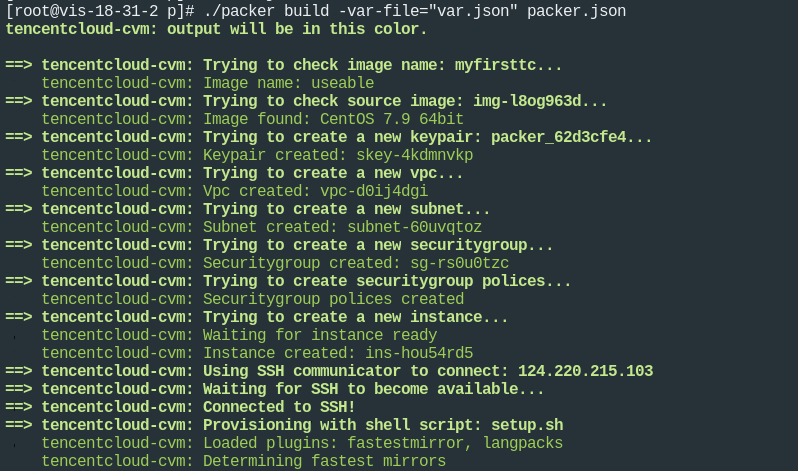 [root@vis-18-31-2 p]# ./packer build -var-file="var.json" packer.json
tencentcloud-cvm: output will be in this color.
==> tencentcloud-cvm: Trying to check image name: myfirsttc...
tencentcloud-cvm: Image name: useable
==> tencentcloud-cvm: Trying to check source image: img-l8og963d...
tencentcloud-cvm: Image found: CentOS 7.9 64bit
==> tencentcloud-cvm: Trying to create a new keypair: packer_62d3cfe4...
tencentcloud-cvm: Keypair created: skey-4kdmnvkp
==> tencentcloud-cvm: Trying to create a new vpc...
tencentcloud-cvm: Vpc created: vpc-d0ij4dgi
==> tencentcloud-cvm: Trying to create a new subnet...
tencentcloud-cvm: Subnet created: subnet-60uvqtoz
==> tencentcloud-cvm: Trying to create a new securitygroup...
tencentcloud-cvm: Securitygroup created: sg-rs0u0tzc
==> tencentcloud-cvm: Trying to create securitygroup polices...
tencentcloud-cvm: Securitygroup polices created
==> tencentcloud-cvm: Trying to create a new instance...
tencentcloud-cvm: Waiting for instance ready
tencentcloud-cvm: Instance created: ins-hou54rd5
==> tencentcloud-cvm: Using SSH communicator to connect: 124.220.215.103
==> tencentcloud-cvm: Waiting for SSH to become available...
==> tencentcloud-cvm: Connected to SSH!
==> tencentcloud-cvm: Provisioning with shell script: setup.sh
tencentcloud-cvm: Loaded plugins: fastestmirror, langpacks
tencentcloud-cvm: Determining fastest mirrors